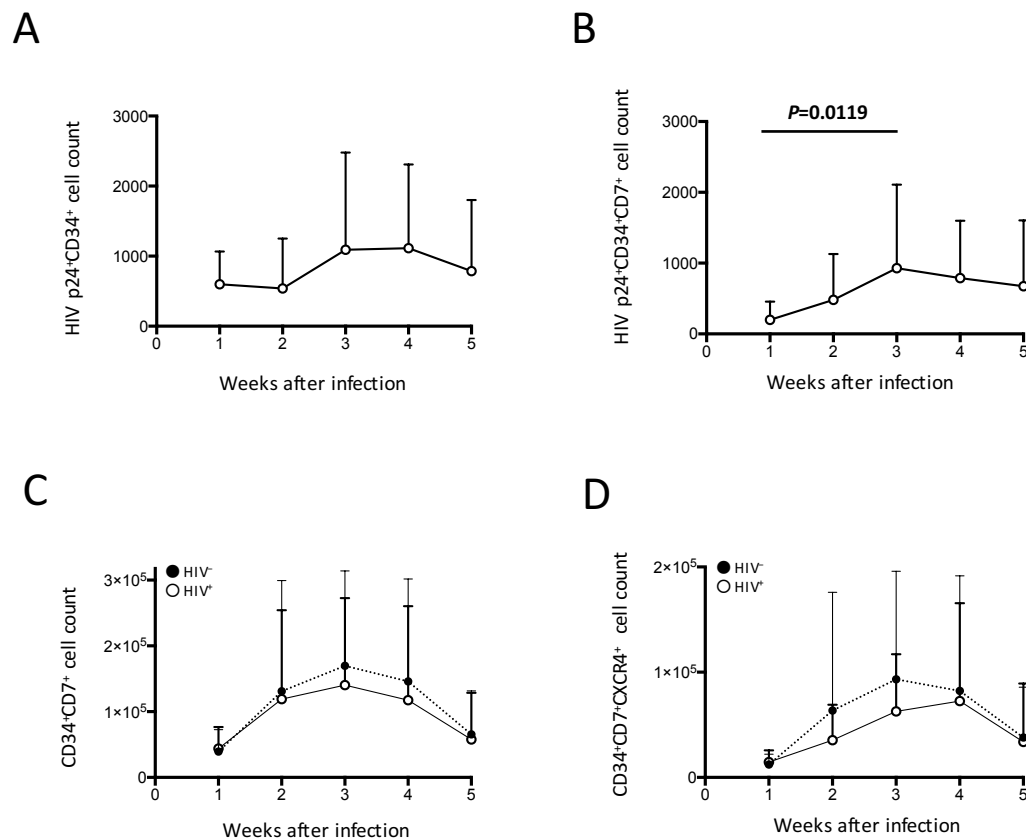 A
HIV p24⁺CD34⁺ cell count
3000
2000
1000
0
0 1 2 3 4 5
Weeks after infection
B
HIV p24⁺CD34⁺CD7⁺ cell count
P=0.0119
3000
2000
1000
0
0 1 2 3 4 5
Weeks after infection
C
CD34⁺CD7⁺ cell count
HIV⁻
HIV⁺
3×10⁵
2×10⁵
1×10⁵
0
0 1 2 3 4 5
Weeks after infection
D
CD34⁺CD7⁺CXCR4⁺ cell count
HIV⁻
HIV⁺
2×10⁵
1×10⁵
0
0 1 2 3 4 5
Weeks after infection